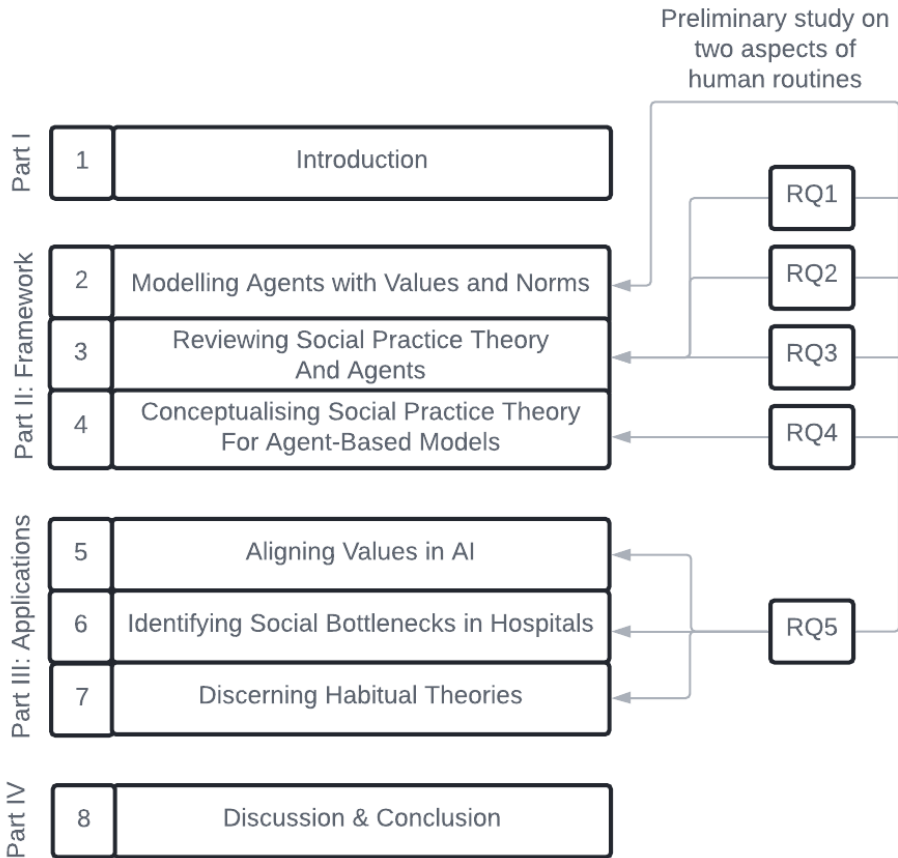 Preliminary study on
two aspects of
human routines
Part I
1
Introduction
RQ1
Part II: Framework
2
Modelling Agents with Values and Norms
RQ2
3
Reviewing Social Practice Theory
And Agents
RQ3
4
Conceptualising Social Practice Theory
For Agent-Based Models
RQ4
Part III: Applications
5
Aligning Values in AI
6
Identifying Social Bottlenecks in Hospitals
RQ5
7
Discerning Habitual Theories
Part IV
8
Discussion & Conclusion